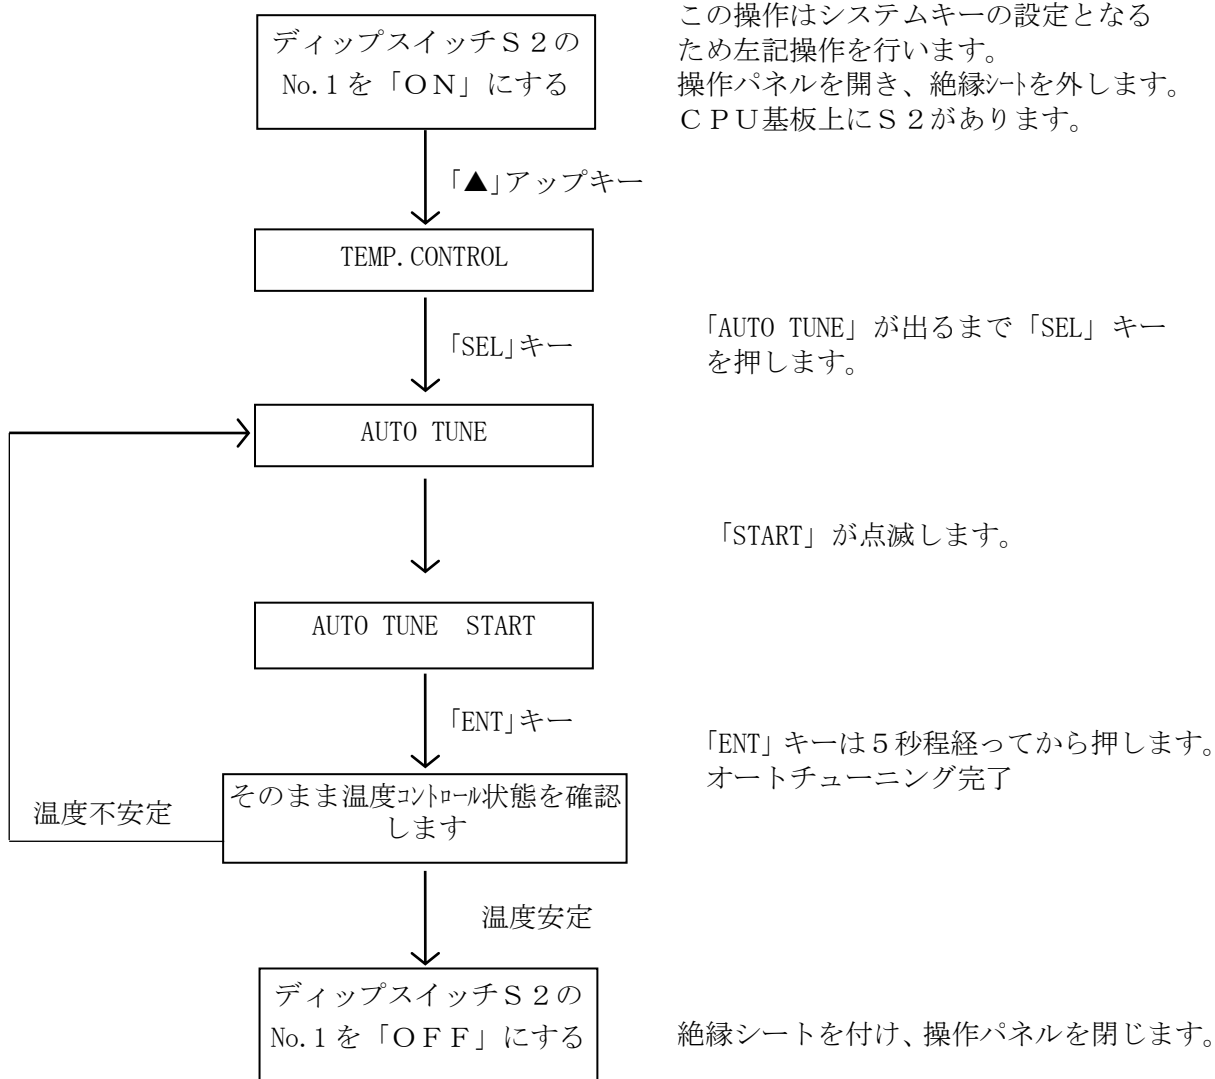 ディップスイッチＳ２の
No.1を「ＯＮ」にする
この操作はシステムキーの設定となる
ため左記操作を行います。
操作パネルを開き、絶縁ｼｰﾄを外します。
ＣＰＵ基板上にＳ２があります。
「▲」アップキー
TEMP.CONTROL
「SEL」キー
「AUTO TUNE」が出るまで「SEL」キー
を押します。
AUTO TUNE
「START」が点滅します。
AUTO TUNE　START
「ENT」キー
「ENT」キーは５秒程経ってから押します。
オートチューニング完了
そのまま温度ｺﾝﾄﾛｰﾙ状態を確認
します
温度不安定
温度安定
ディップスイッチＳ２の
No.1を「ＯＦＦ」にする
絶縁シートを付け、操作パネルを閉じます。